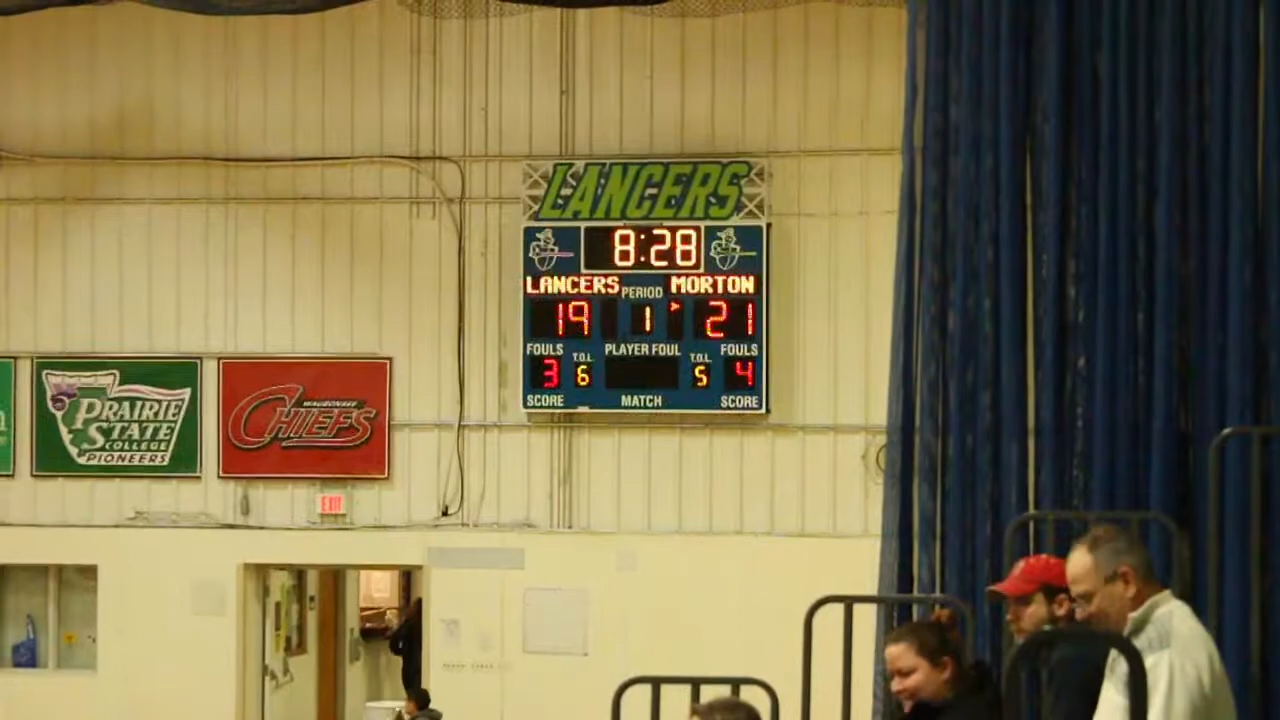 LANCERS
8:28
LANCERS PERIOD MORTON
19 1 21
FOULS T.O.L. PLAYER FOUL T.O.L. FOULS
3 6 5 4
SCORE MATCH SCORE
PRAIRIE
STATE
COLLEGE
PIONEERS
WAUBONSEE
CHIEFS
EXIT